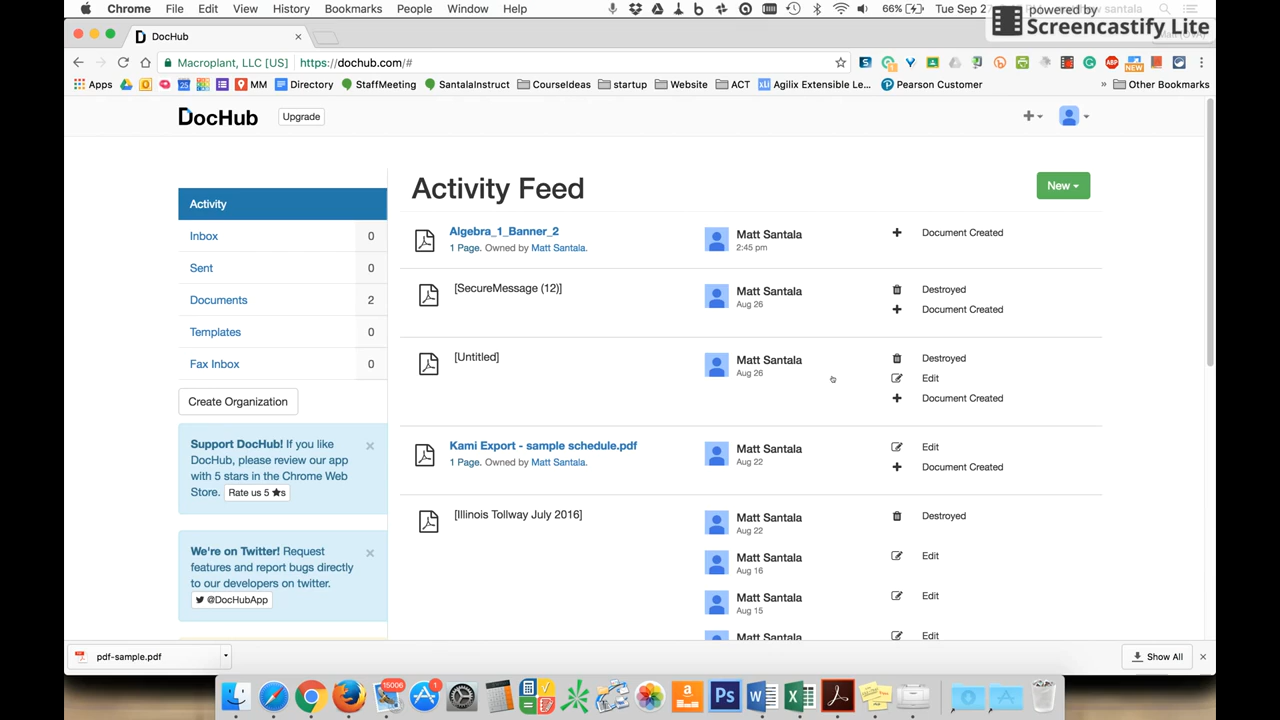 Chrome File Edit View History Bookmarks People Window Help
66% Tue Sep 2
powered by
Screencastify Lite
DocHub
Macroplant, LLC [US] https://dochub.com/#
Apps MM Directory StaffMeeting SantalaInstruct CourseIdeas startup Website ACT Agilix Extensible Le... Pearson Customer » Other Bookmarks
DocHub Upgrade
Activity Feed
New
Activity
Inbox 0
Sent 0
Documents 2
Templates 0
Fax Inbox 0
Create Organization
Support DocHub! If you like
DocHub, please review our app
with 5 stars in the Chrome Web
Store. Rate us 5 ★s
We're on Twitter! Request
features and report bugs directly
to our developers on twitter.
@DocHubApp
Algebra_1_Banner_2 Matt Santala Document Created
1 Page. Owned by Matt Santala. 2:45 pm
[SecureMessage (12)] Matt Santala Destroyed
Aug 26 Document Created
[Untitled] Matt Santala Destroyed
Aug 26 Edit
Document Created
Kami Export - sample schedule.pdf Matt Santala Edit
1 Page. Owned by Matt Santala. Aug 22 Document Created
[Illinois Tollway July 2016] Matt Santala Destroyed
Aug 22
Matt Santala Edit
Aug 16
Matt Santala Edit
Aug 15
Matt Santala Edit
pdf-sample.pdf Show All
15006 1
Ps